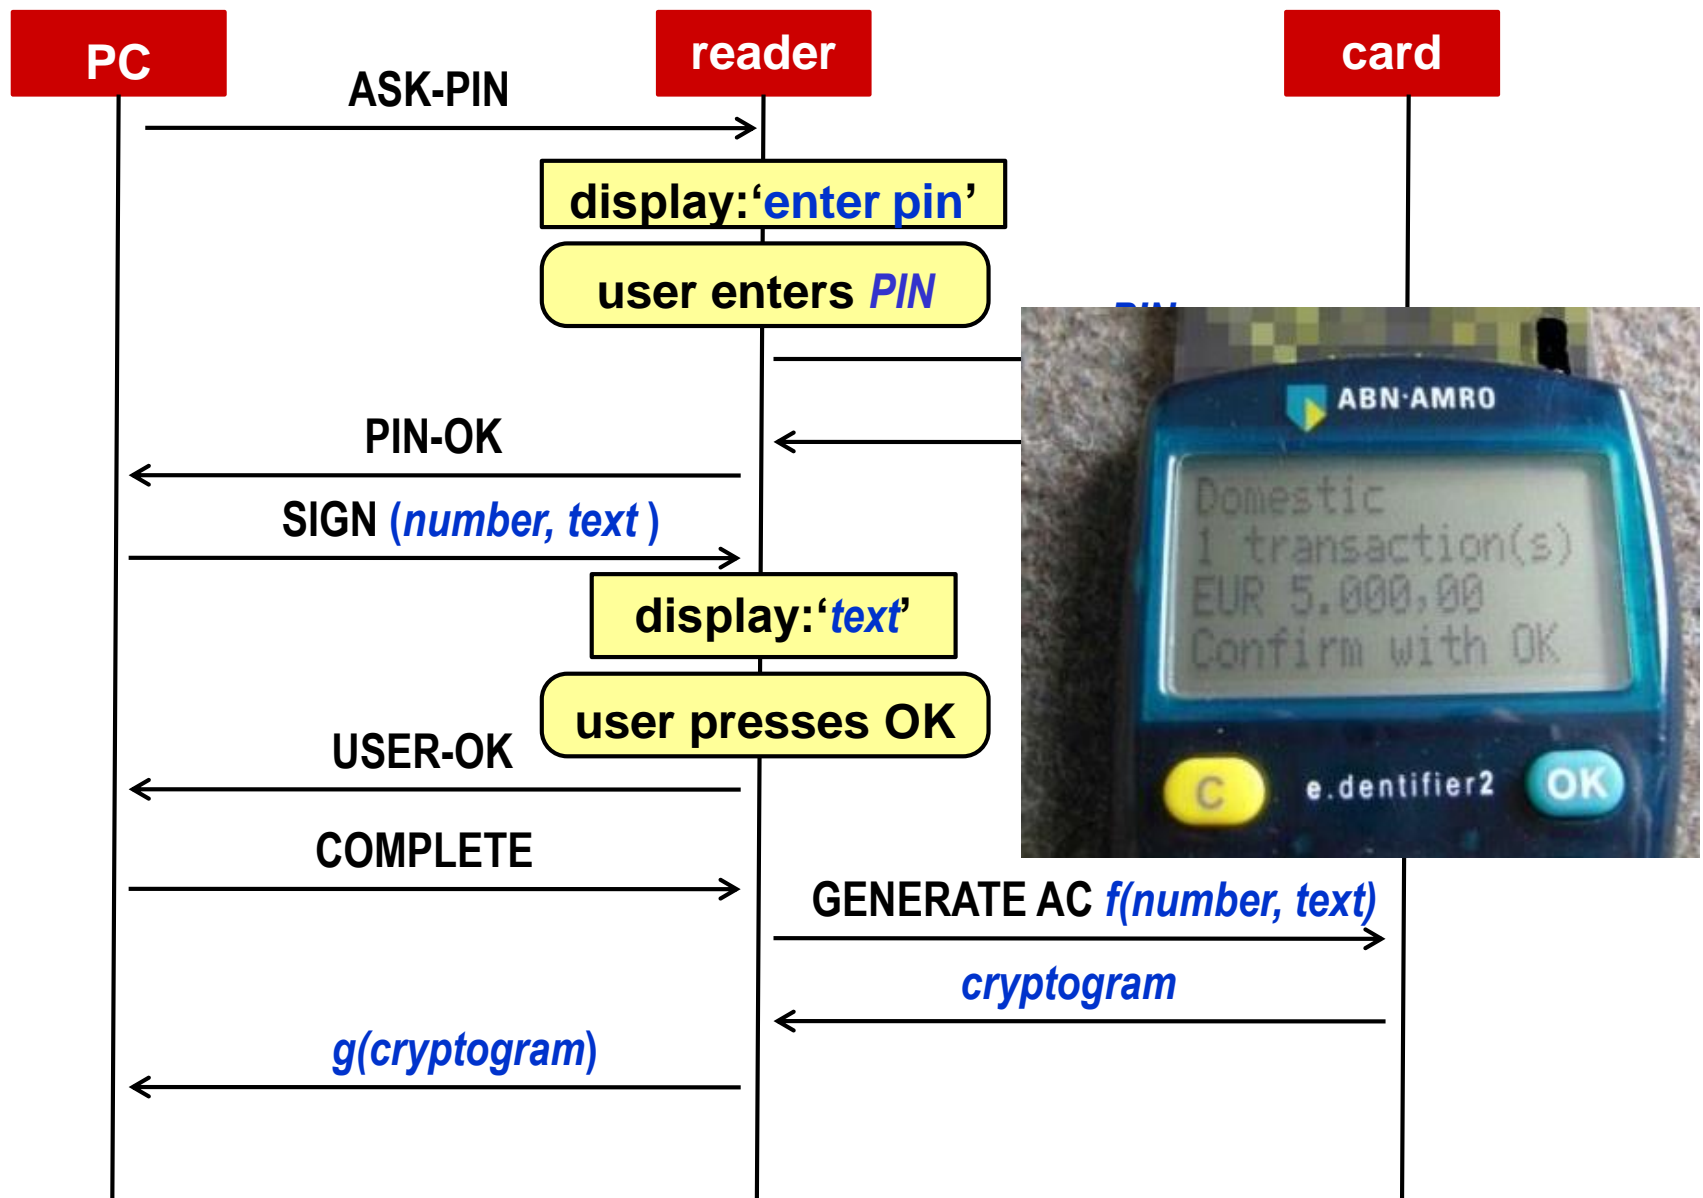 PC
reader
card
ASK-PIN
display:‘enter pin’
user enters PIN
PIN
PIN-OK
SIGN (number, text )
display:‘text’
user presses OK
USER-OK
COMPLETE
GENERATE AC f(number, text)
cryptogram
g(cryptogram)
ABN·AMRO
Domestic
1 transaction(s)
EUR 5.000,00
Confirm with OK
C
e.dentifier2
OK